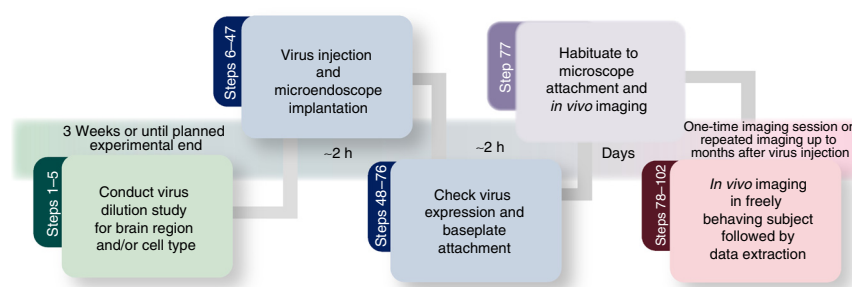 Steps 6–47
Virus injection
and
microendoscope
implantation
Step 77
Habituate to
microscope
attachment and
in vivo imaging
3 Weeks or until planned
experimental end
~2 h
~2 h
Days
One-time imaging session or
repeated imaging up to
months after virus injection
Steps 1–5
Conduct virus
dilution study
for brain region
and/or cell type
Steps 48–76
Check virus
expression and
baseplate
attachment
Steps 78–102
In vivo imaging
in freely
behaving subject
followed by
data extraction